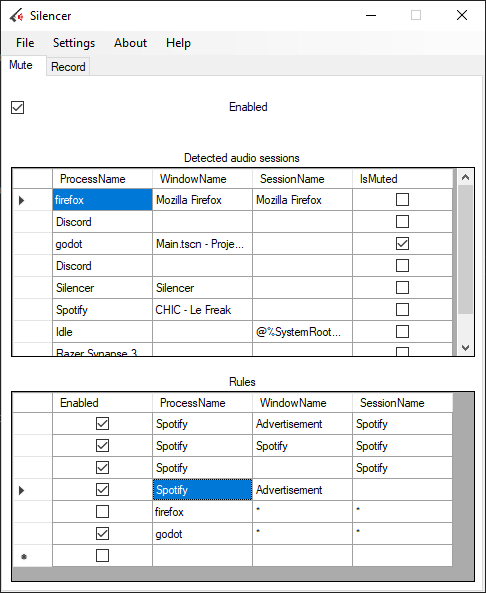 Silencer
File Settings About Help
Mute Record
Enabled
Detected audio sessions
ProcessName WindowName SessionName IsMuted
firefox Mozilla Firefox Mozilla Firefox
Discord
godot Main.tscn - Proje...
Discord
Silencer Silencer
Spotify CHIC - Le Freak
Idle @%SystemRoot...
Razer Synapse 3
Rules
Enabled ProcessName WindowName SessionName
Spotify Advertisement Spotify
Spotify Spotify Spotify
Spotify Spotify
Spotify Advertisement
firefox * *
godot * *